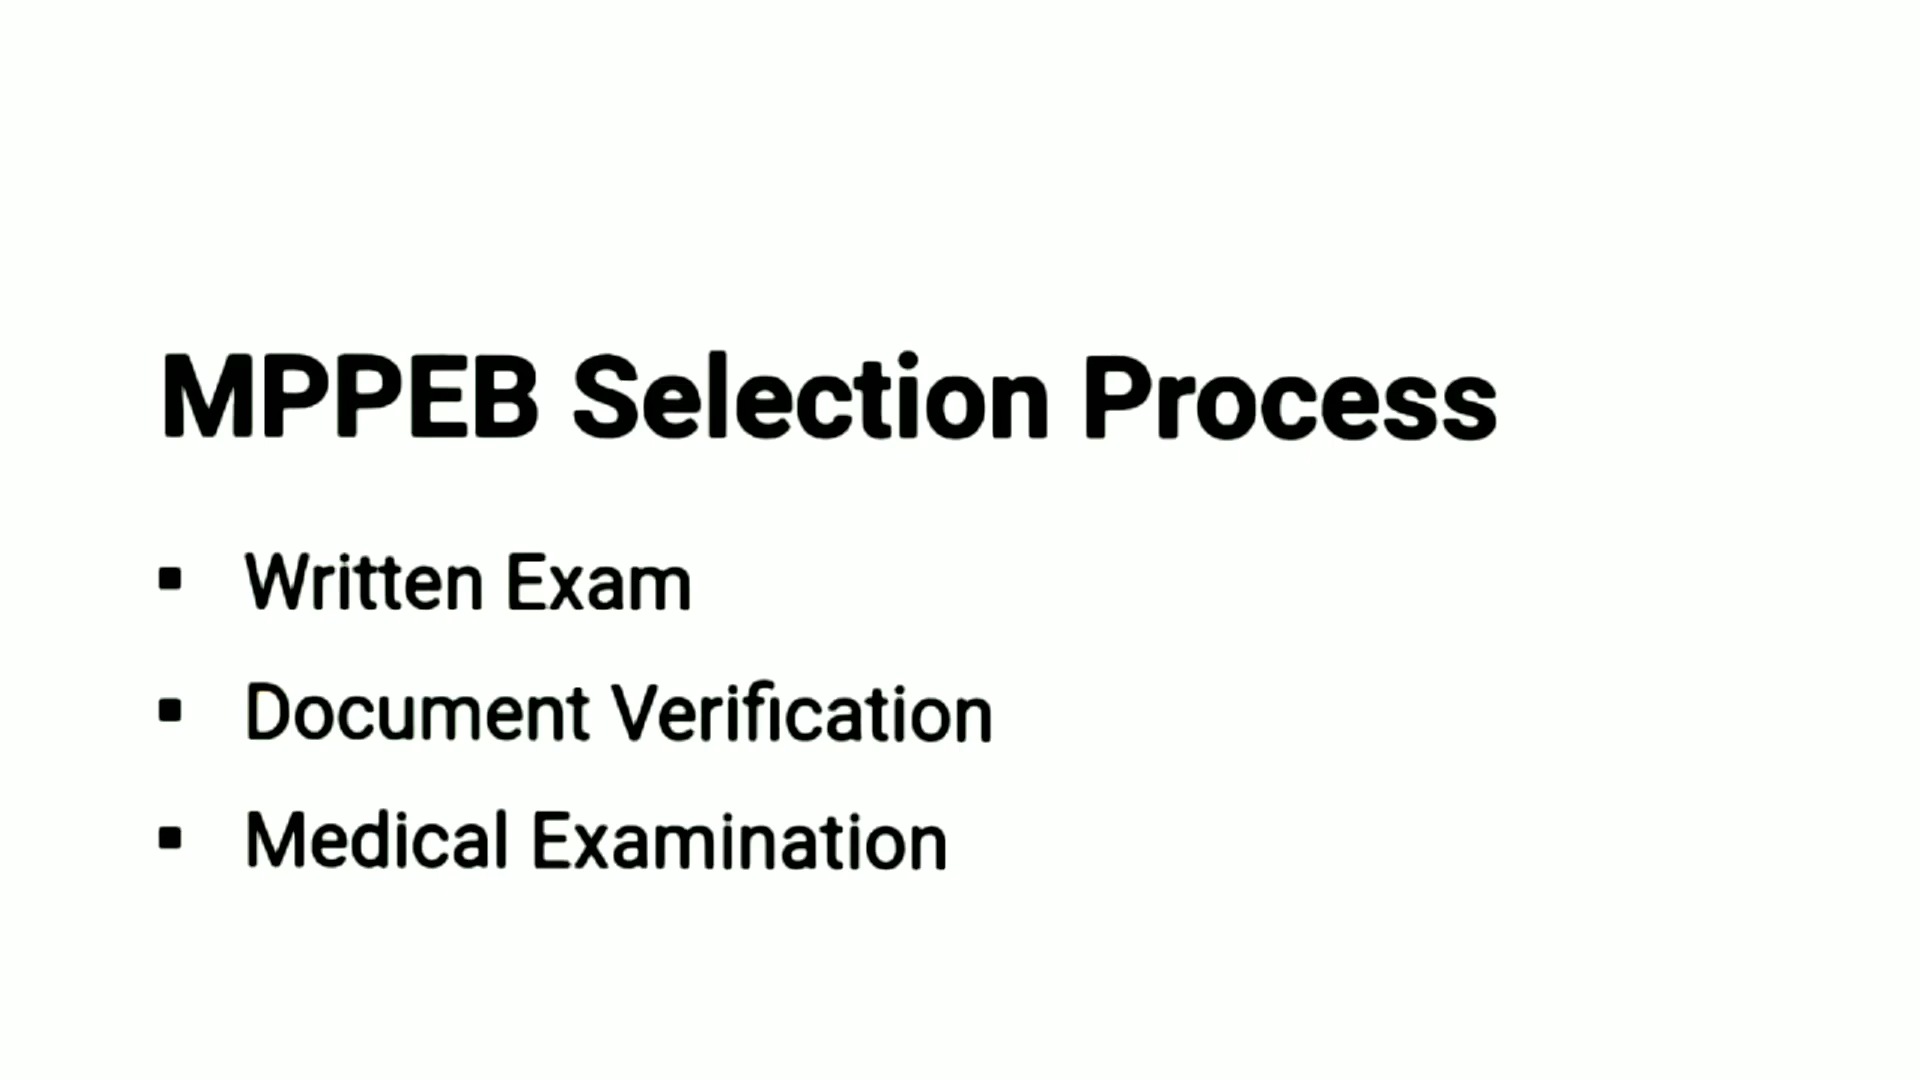 MPPEB Selection Process
▪ Written Exam
▪ Document Verification
▪ Medical Examination